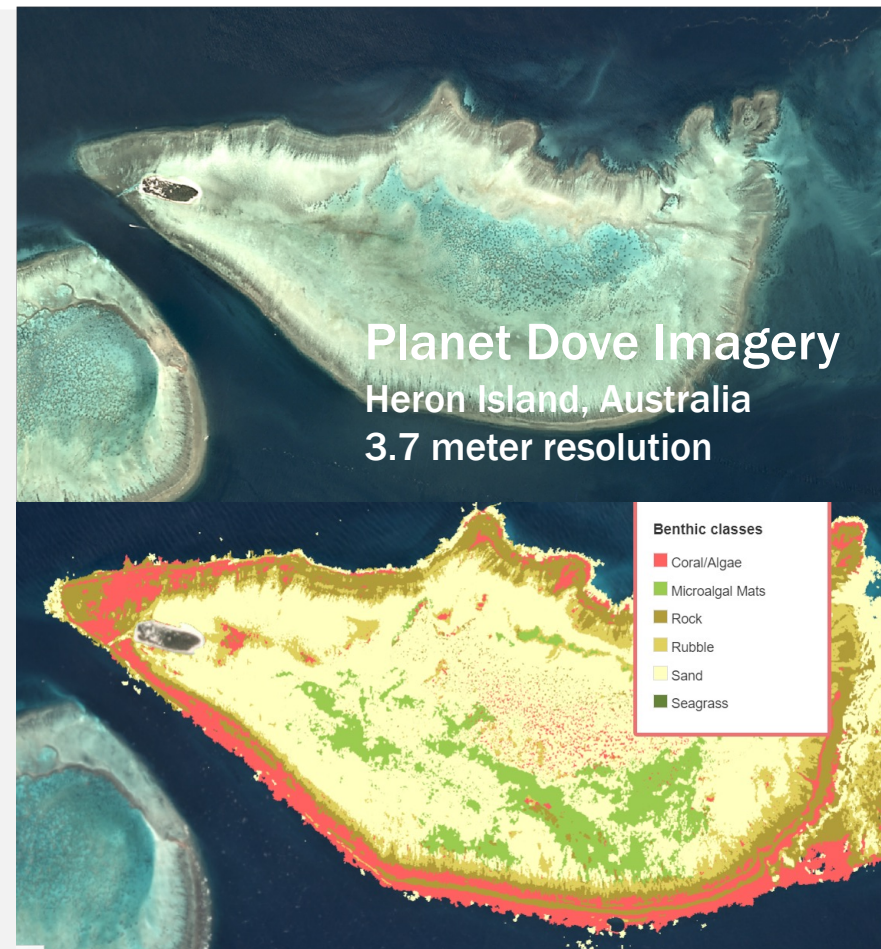 Planet Dove Imagery
Heron Island, Australia
3.7 meter resolution
Benthic classes
Coral/Algae
Microalgal Mats
Rock
Rubble
Sand
Seagrass